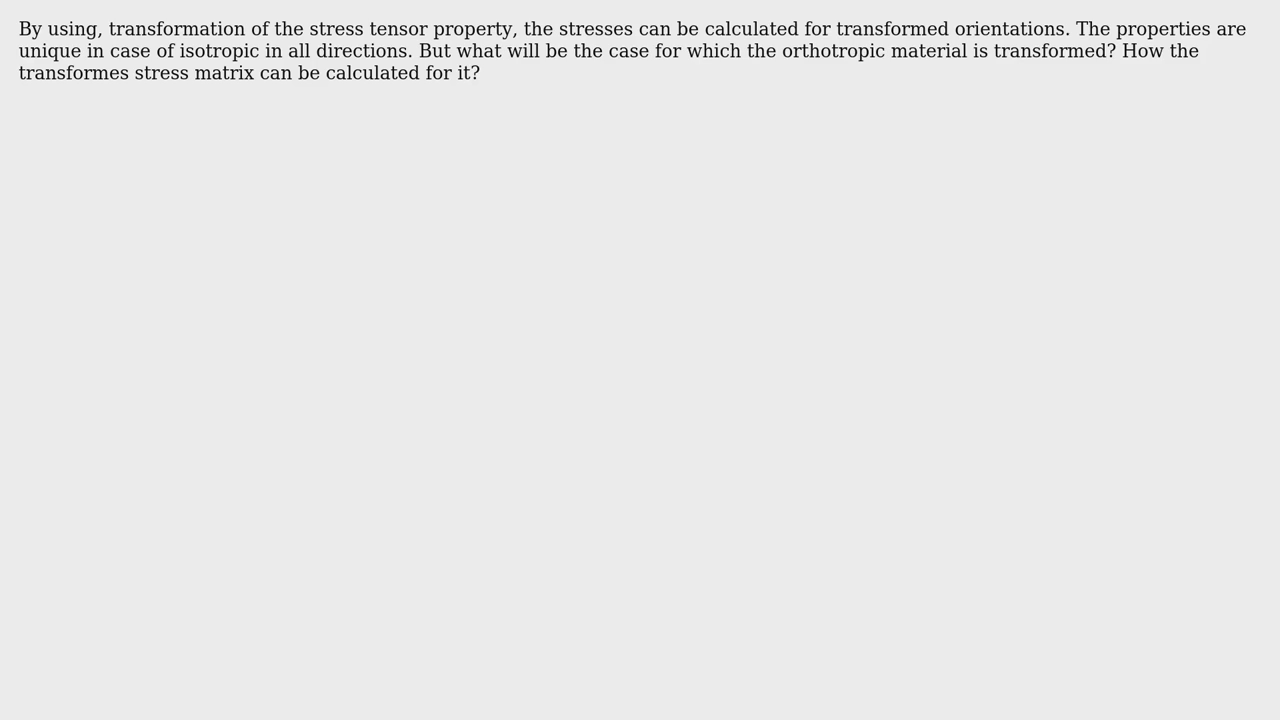 By using, transformation of the stress tensor property, the stresses can be calculated for transformed orientations. The properties are
unique in case of isotropic in all directions. But what will be the case for which the orthotropic material is transformed? How the
transformes stress matrix can be calculated for it?